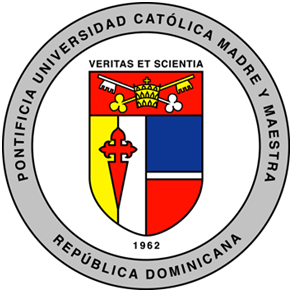 PONTIFICIA UNIVERSIDAD CATÓLICA MADRE Y MAESTRA
VERITAS ET SCIENTIA
1962
REPÚBLICA DOMINICANA